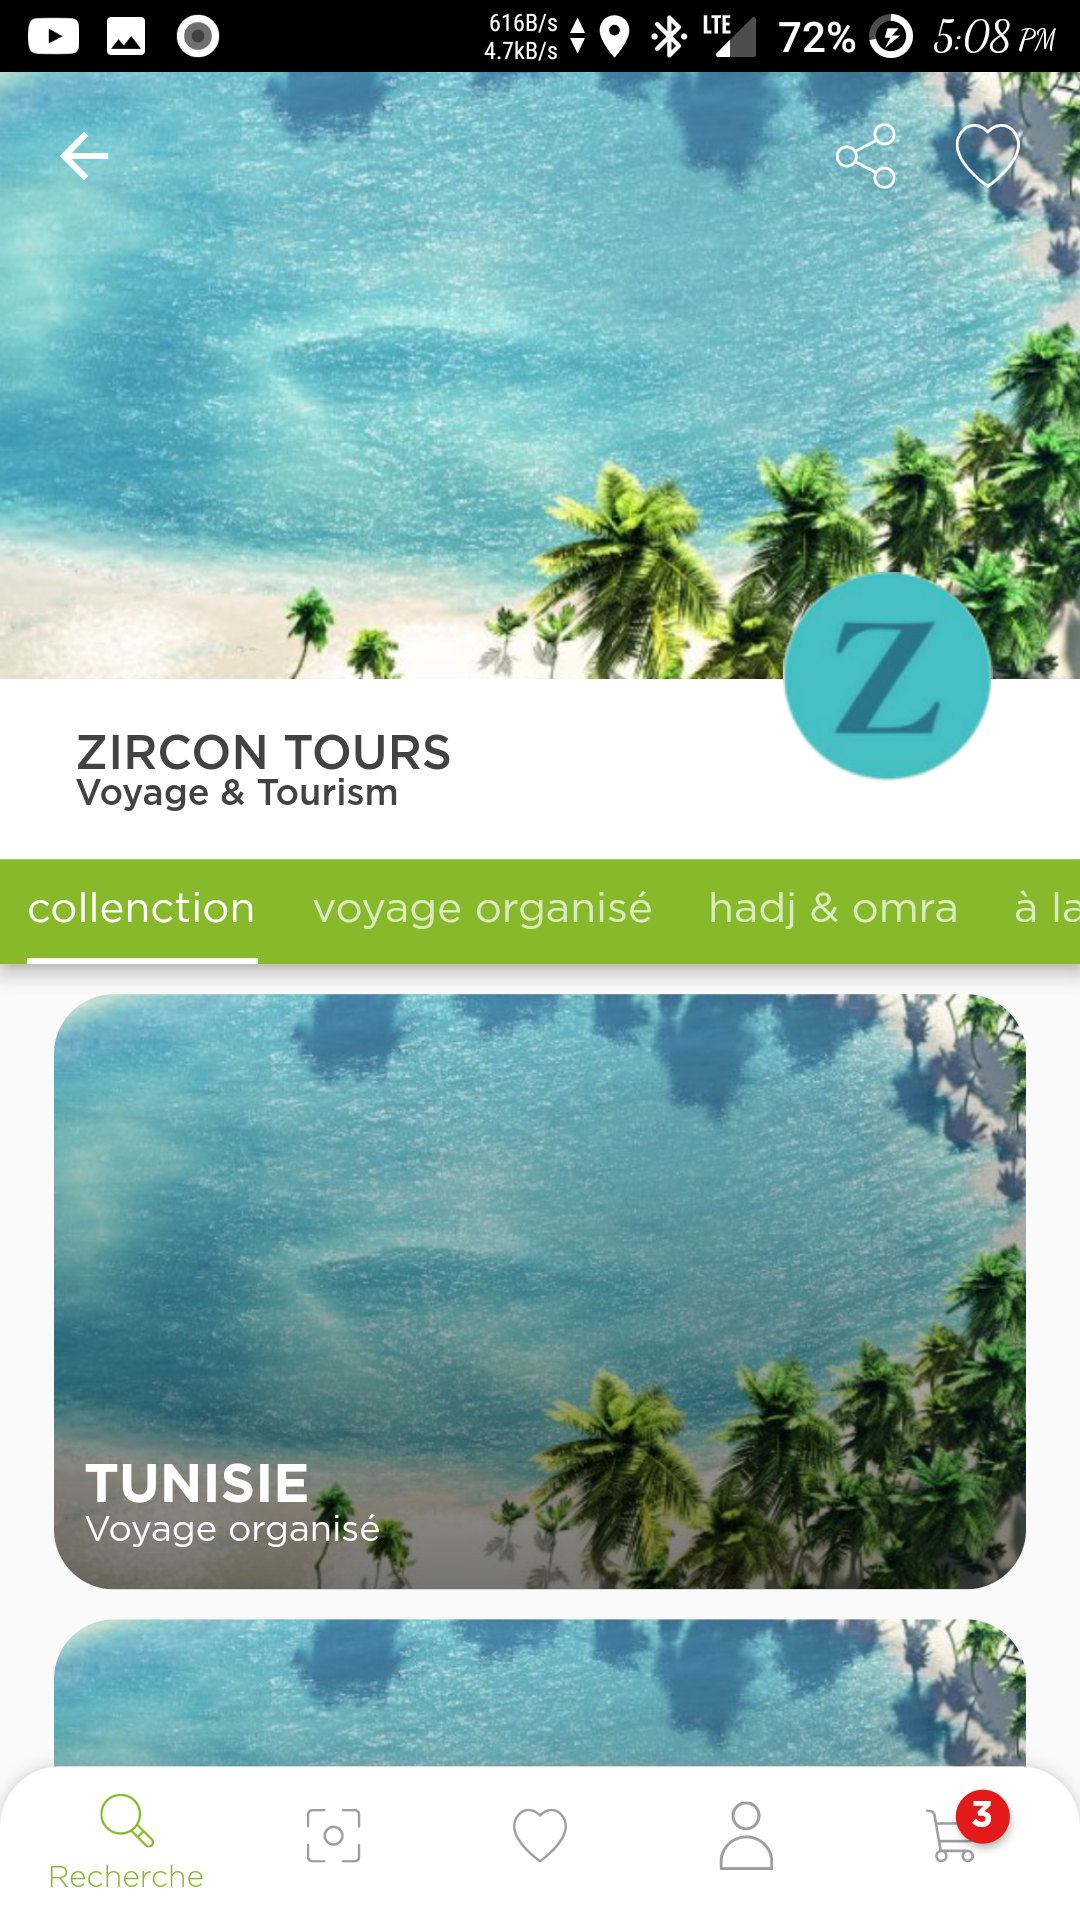 616B/s
4.7kB/s
LTE
72%
5:08 PM
Z
ZIRCON TOURS
Voyage & Tourism
collenction voyage organisé hadj & omra à la
TUNISIE
Voyage organisé
3
Recherche